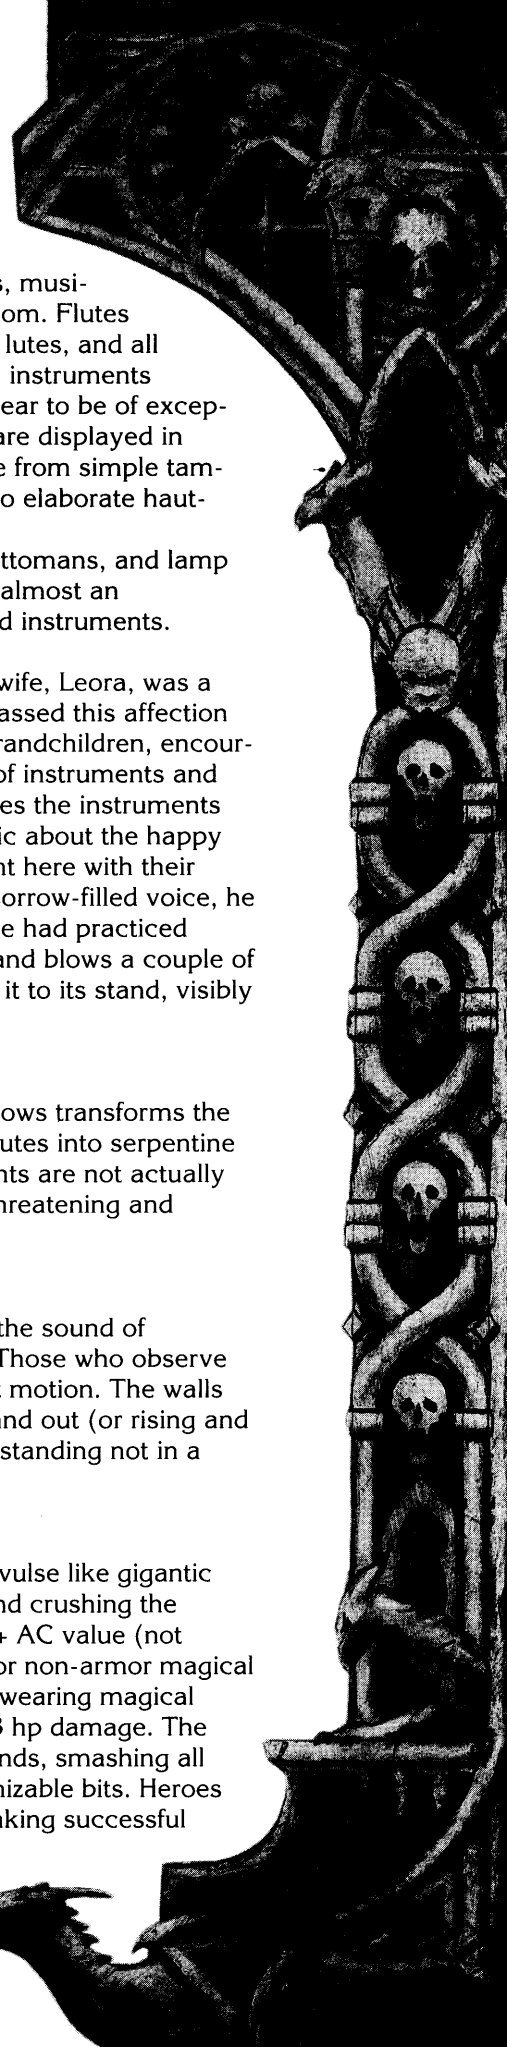 s, musi-
om. Flutes
lutes, and all
instruments
ear to be of excep-
are displayed in
e from simple tam-
o elaborate haut-
ttomans, and lamp
almost an
d instruments.
wife, Leora, was a
assed this affection
randchildren, encour-
of instruments and
es the instruments
ic about the happy
nt here with their
orrow-filled voice, he
e had practiced
and blows a couple of
it to its stand, visibly
ows transforms the
utes into serpentine
nts are not actually
hreatening and
the sound of
Those who observe
motion. The walls
and out (or rising and
standing not in a
vulse like gigantic
nd crushing the
+ AC value (not
or non-armor magical
wearing magical
hp damage. The
nds, smashing all
nizable bits. Heroes
aking successful